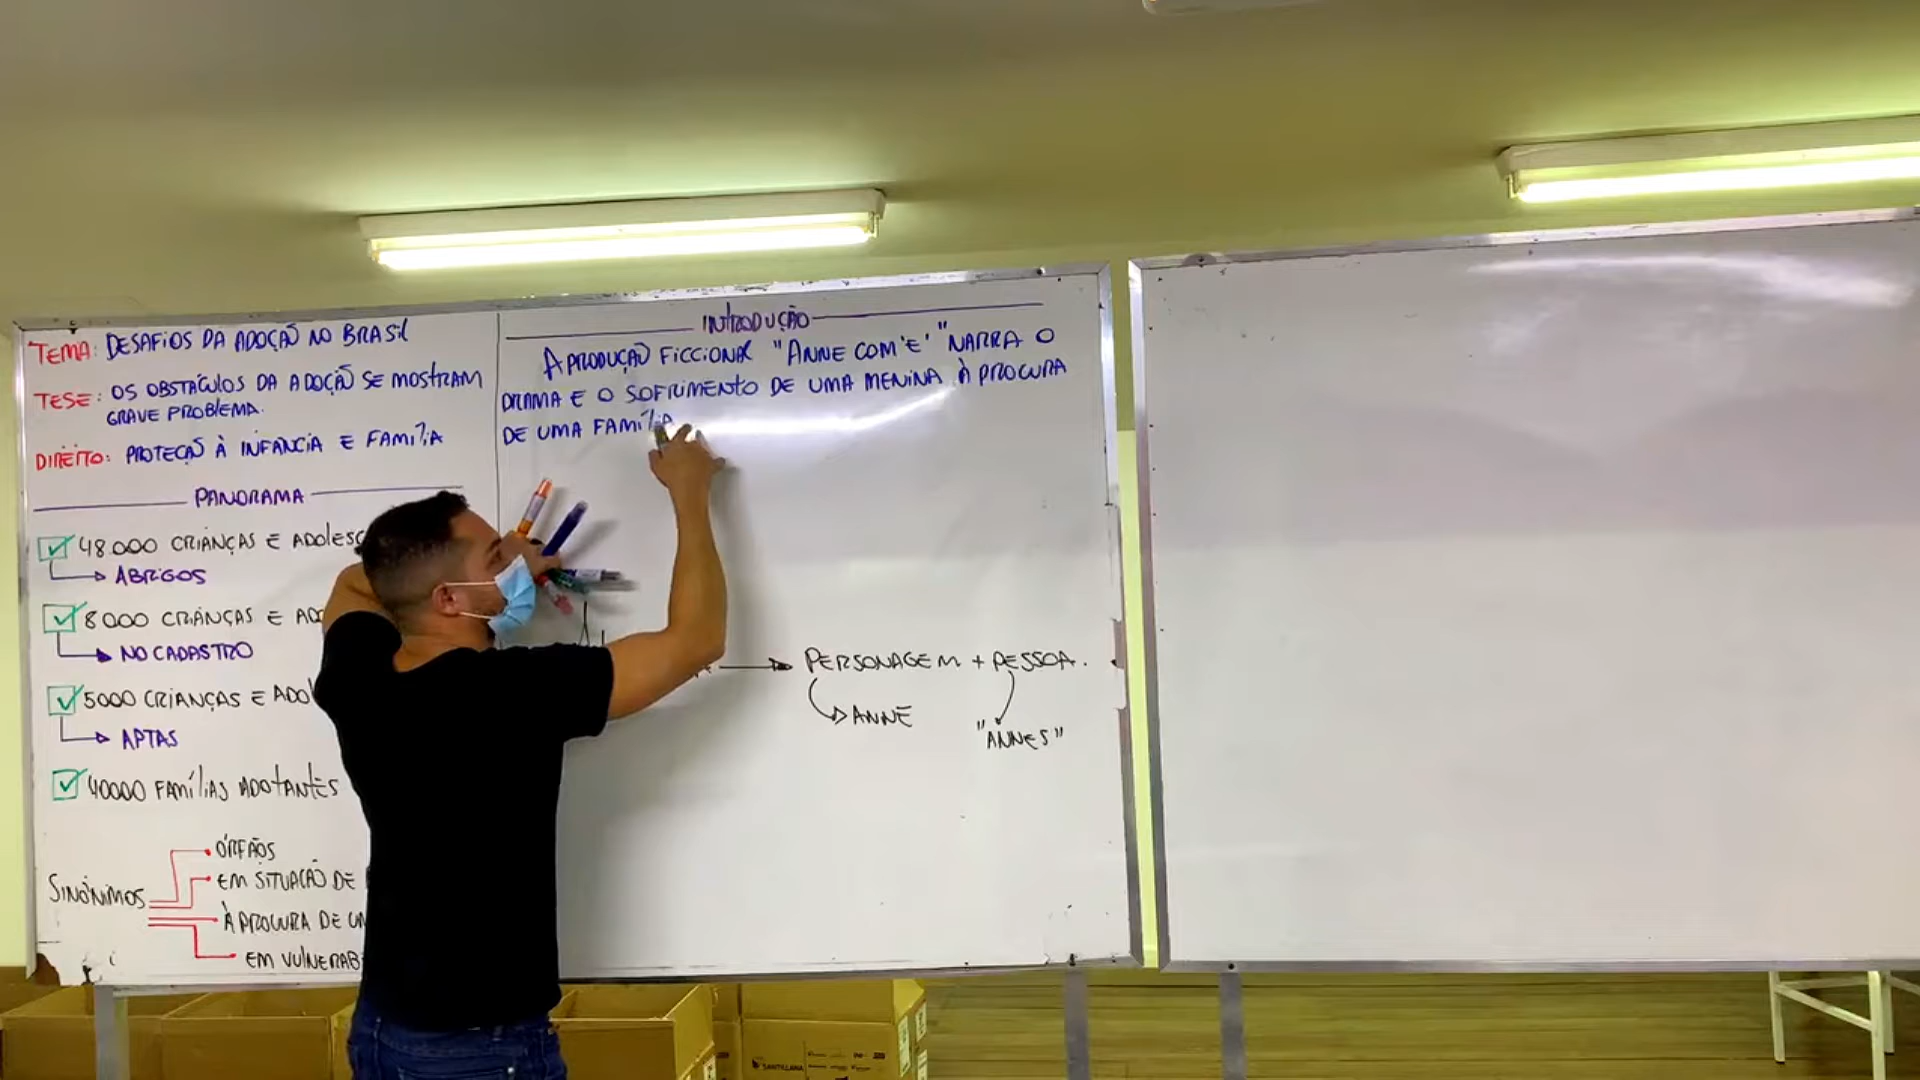 TEMA: DESAFIOS DA ADOÇÃO NO BRASIL
TESE: OS OBSTÁCULOS DA ADOÇÃO SE MOSTRAM
GRAVE PROBLEMA.
DIREITO: PROTEÇÃO À INFÂNCIA E FAMÍLIA
PANORAMA
48.000 CRIANÇAS E ADOLESC
ABRIGOS
8000 CRIANÇAS E ADO
NO CADASTRO
5000 CRIANÇAS E ADOL
APTAS
40000 FAMÍLIAS ADOTANTES
SINÔNIMOS
ÓRFÃOS
EM SITUAÇÃO DE
À PROCURA DE UM
EM VULNERAB
INTRODUÇÃO
A PRODUÇÃO FICCIONAL "ANNE COM 'E'" NARRA O
DRAMA E O SOFRIMENTO DE UMA MENINA À PROCURA
DE UMA FAMÍLIA
PERSONAGEM + PESSOA.
ANNE
"ANNES"
SANTILLANA